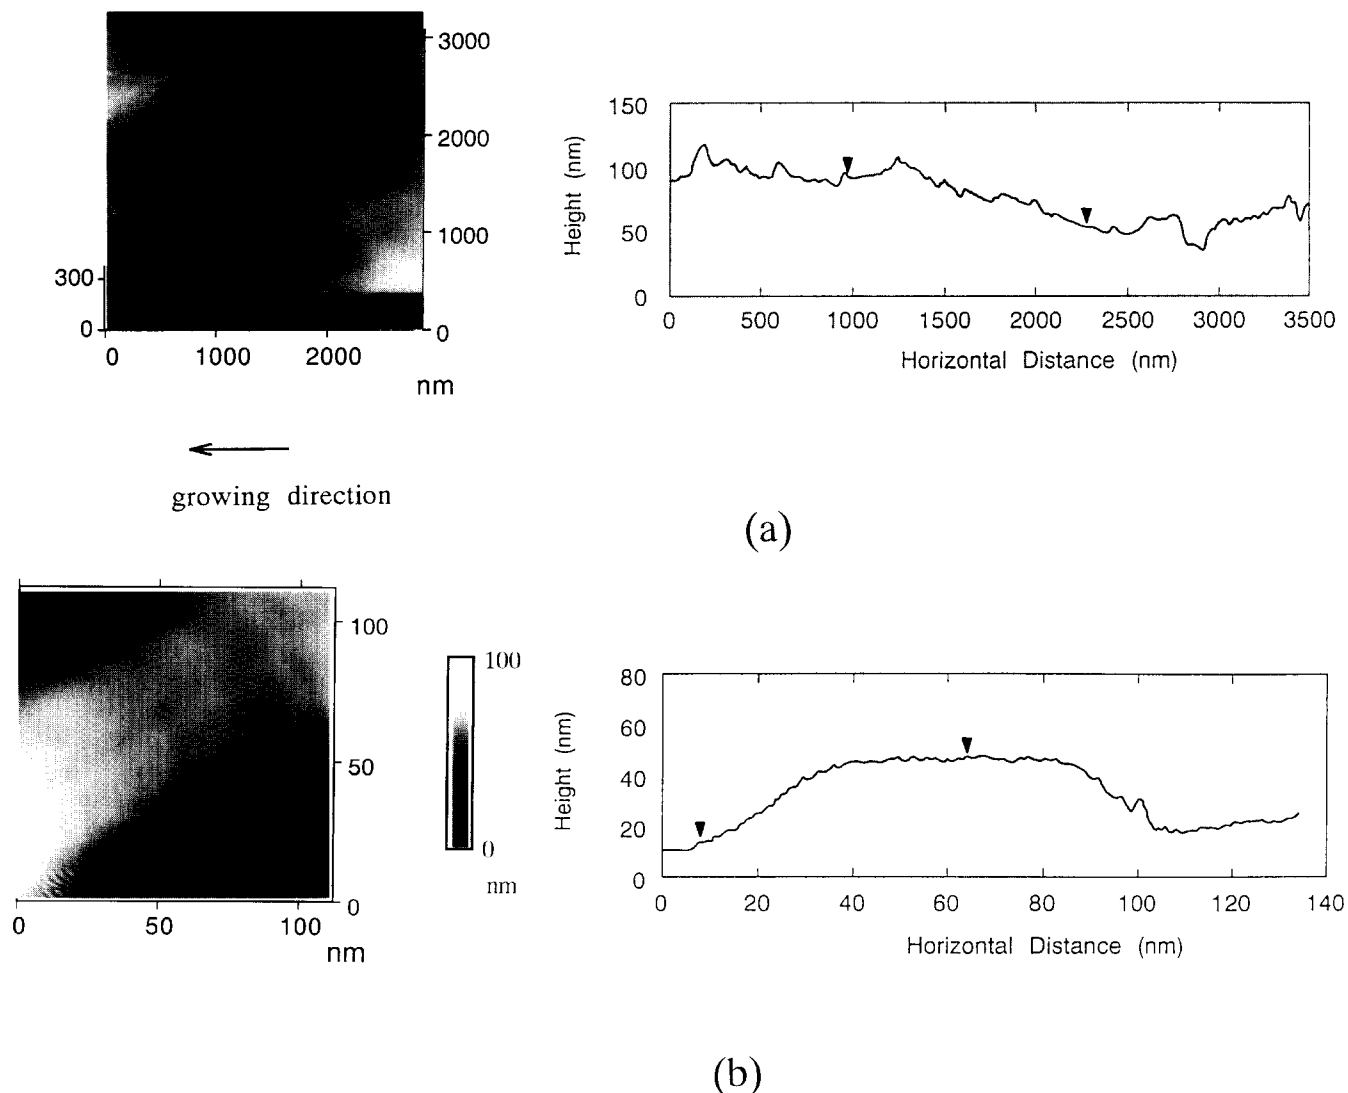 3000
2000
1000
0
300
0
0 1000 2000
nm
150
100
50
0
Height (nm)
0 500 1000 1500 2000 2500 3000 3500
Horizontal Distance (nm)
growing direction
(a)
100
50
0
0 50 100
nm
100
0
nm
80
60
40
20
0
Height (nm)
0 20 40 60 80 100 120 140
Horizontal Distance (nm)
(b)